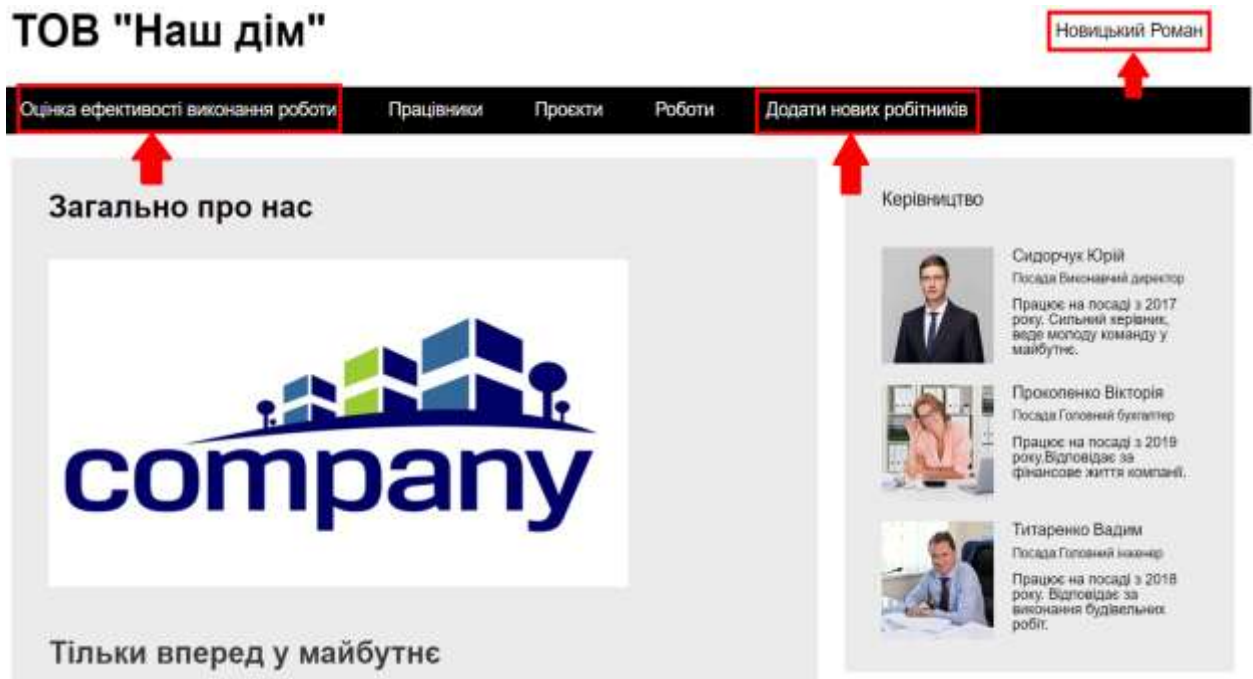 ТОВ "Наш дім"
Новицький Роман
Оцінка ефективості виконання роботи Працівники Проєкти Роботи Додати нових робітників
Загально про нас
company
Тільки вперед у майбутнє
Керівництво
Сидорчук Юрій
Посада:Виконавчий директор
Працює на посаді з 2017
року. Сильний керівник,
веде молоду команду у
майбутнє.
Прокопенко Вікторія
Посада:Головний бухгалтер
Працює на посаді з 2019
року.Відповідає за
фінансове життя компанії.
Титаренко Вадим
Посада:Головний інженер
Працює на посаді з 2018
року. Відповідає за
виконання будівельних
робіт.